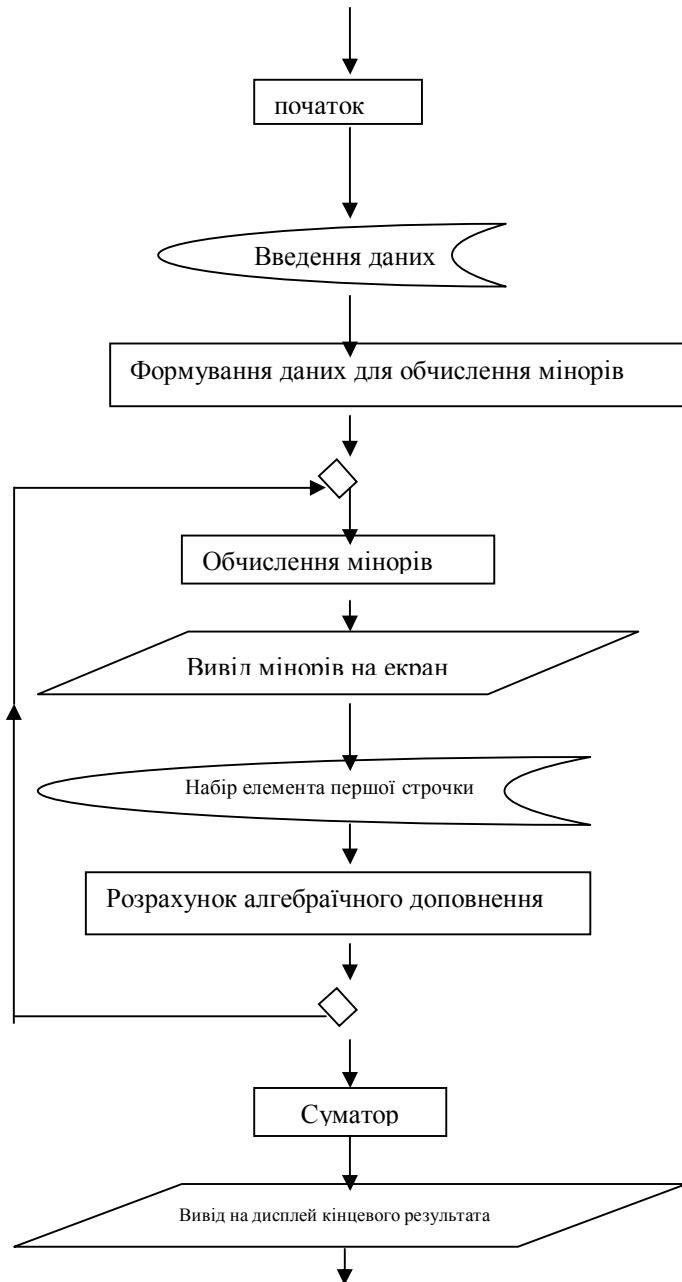 початок
Введення даних
Формування даних для обчислення мінорів
Обчислення мінорів
Вивід мінорів на екран
Набір елемента першої строчки
Розрахунок алгебраїчного доповнення
Суматор
Вивід на дисплей кінцевого результата